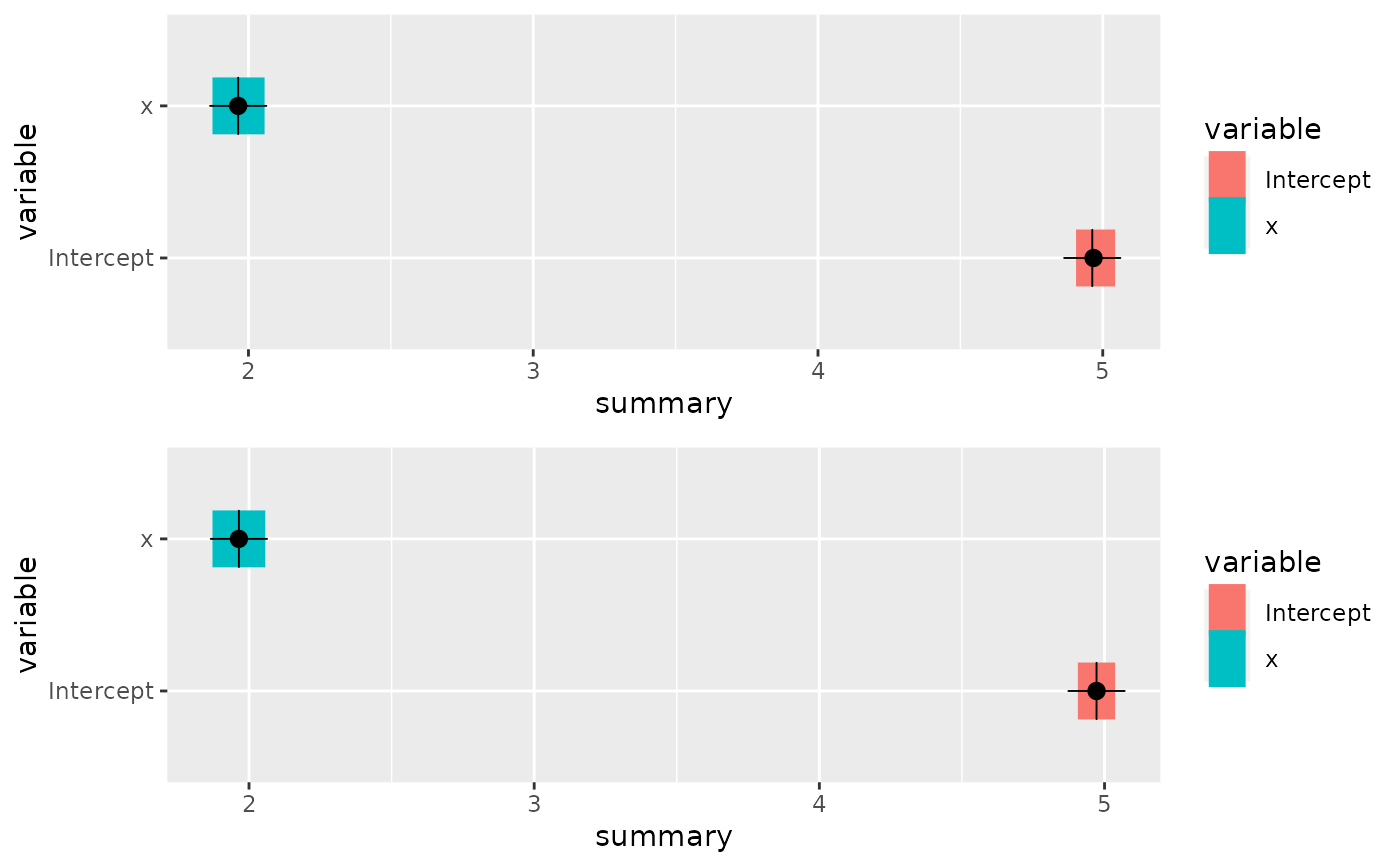 variable
x
Intercept
2 3 4 5
summary
variable
Intercept
x
variable
x
Intercept
2 3 4 5
summary
variable
Intercept
x